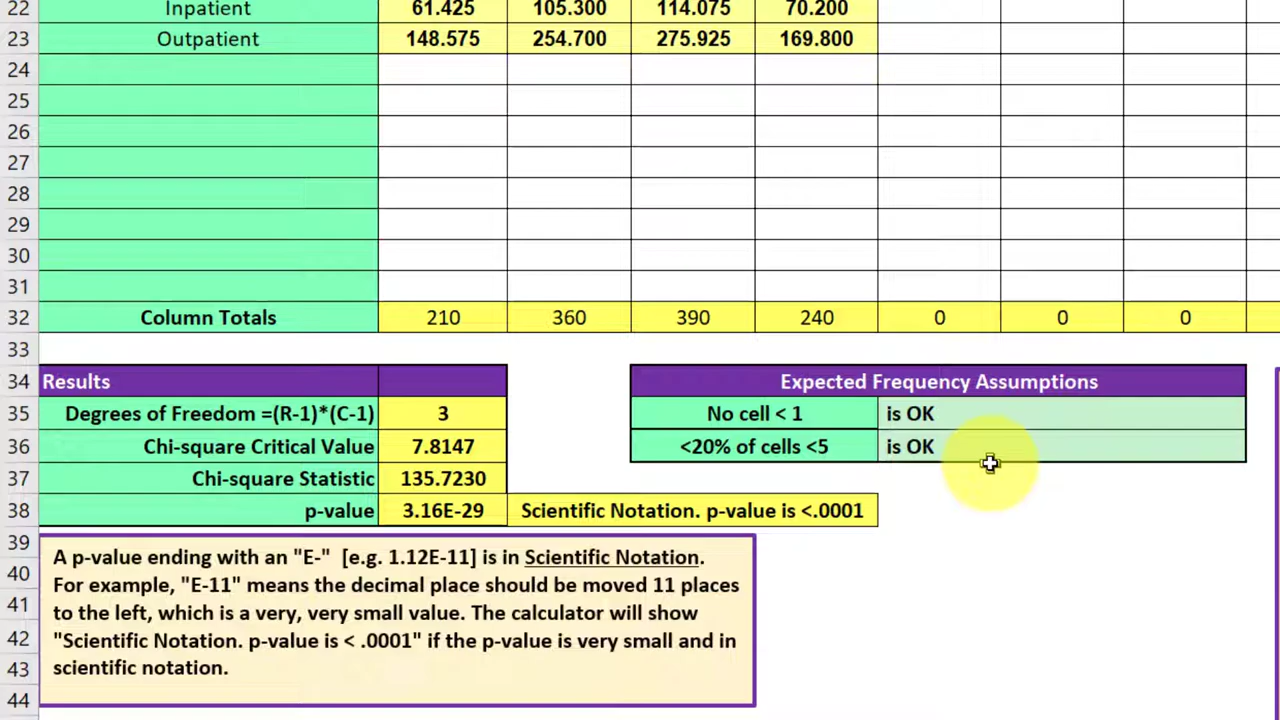 22 Inpatient 61.425 105.300 114.075 70.200
23 Outpatient 148.575 254.700 275.925 169.800
24
25
26
27
28
29
30
31
32 Column Totals 210 360 390 240 0 0 0
33
34 Results Expected Frequency Assumptions
35 Degrees of Freedom =(R-1)*(C-1) 3 No cell < 1 is OK
36 Chi-square Critical Value 7.8147 <20% of cells <5 is OK
37 Chi-square Statistic 135.7230
38 p-value 3.16E-29 Scientific Notation. p-value is <.0001
39
40
41
42
43
44
A p-value ending with an "E-" [e.g. 1.12E-11] is in Scientific Notation.
For example, "E-11" means the decimal place should be moved 11 places
to the left, which is a very, very small value. The calculator will show
"Scientific Notation. p-value is < .0001" if the p-value is very small and in
scientific notation.